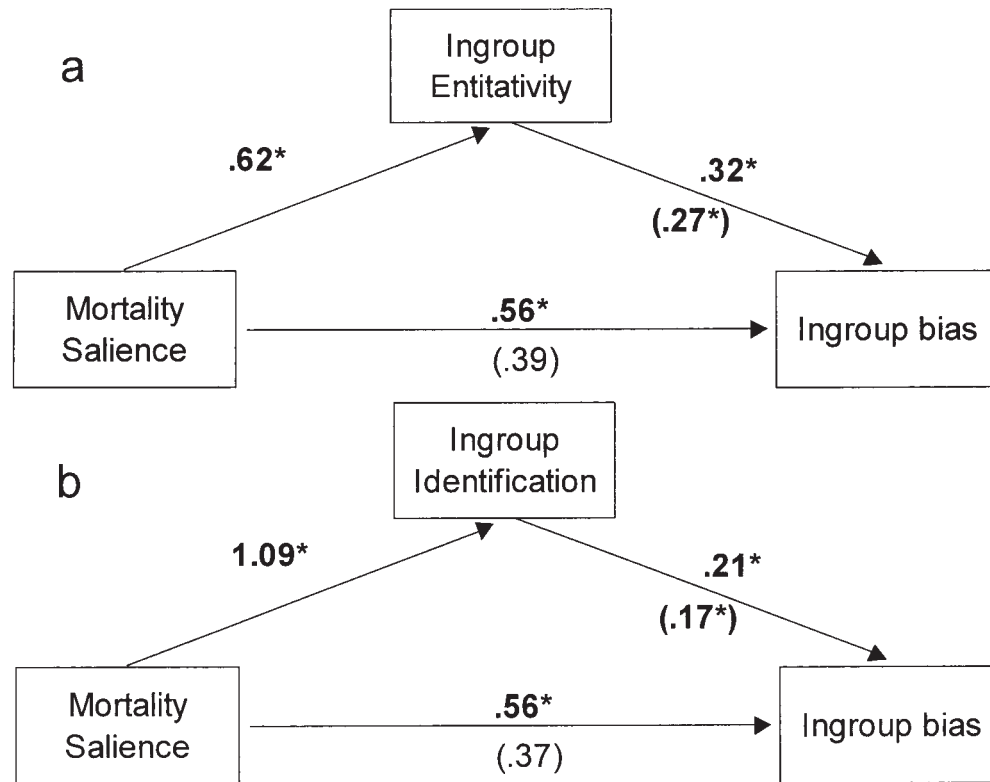 a
Ingroup
Entitativity
.62*
.32*
(.27*)
Mortality
Salience
.56*
(.39)
Ingroup bias
b
Ingroup
Identification
1.09*
.21*
(.17*)
Mortality
Salience
.56*
(.37)
Ingroup bias